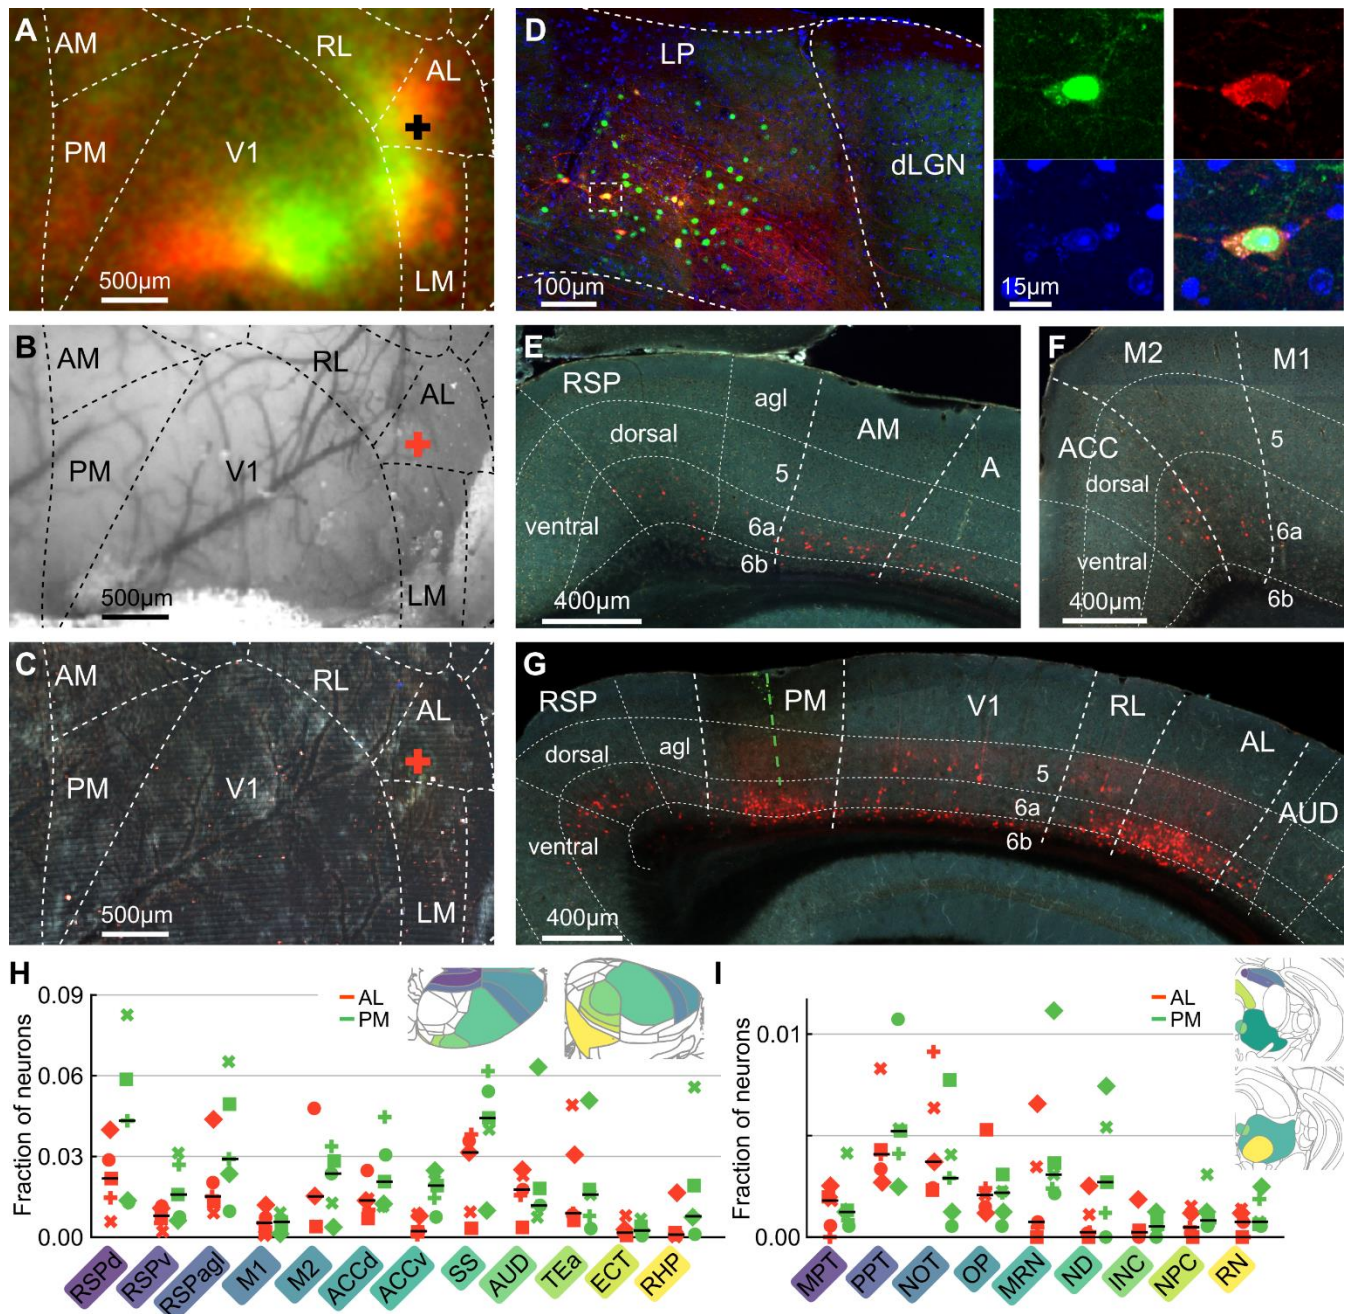 A
AM
RL
AL
PM
V1
LM
500µm
B
AM
RL
AL
PM
V1
LM
500µm
C
AM
RL
AL
PM
V1
LM
500µm
D
LP
dLGN
100µm
15µm
E
RSP
agl
AM
dorsal
5
A
ventral
6a
6b
400µm
F
M2
M1
ACC
5
dorsal
6a
ventral
6b
400µm
G
RSP
PM
V1
RL
AL
dorsal
agl
5
6a
AUD
ventral
6b
400µm
H
0.09
AL
PM
0.06
0.03
0.00
Fraction of neurons
RSPd
RSPv
RSPagl
M1
M2
ACCd
ACCv
SS
AUD
TEa
ECT
RHP
I
AL
PM
0.01
0.00
Fraction of neurons
MPT
PPT
NOT
OP
MRN
ND
INC
NPC
RN